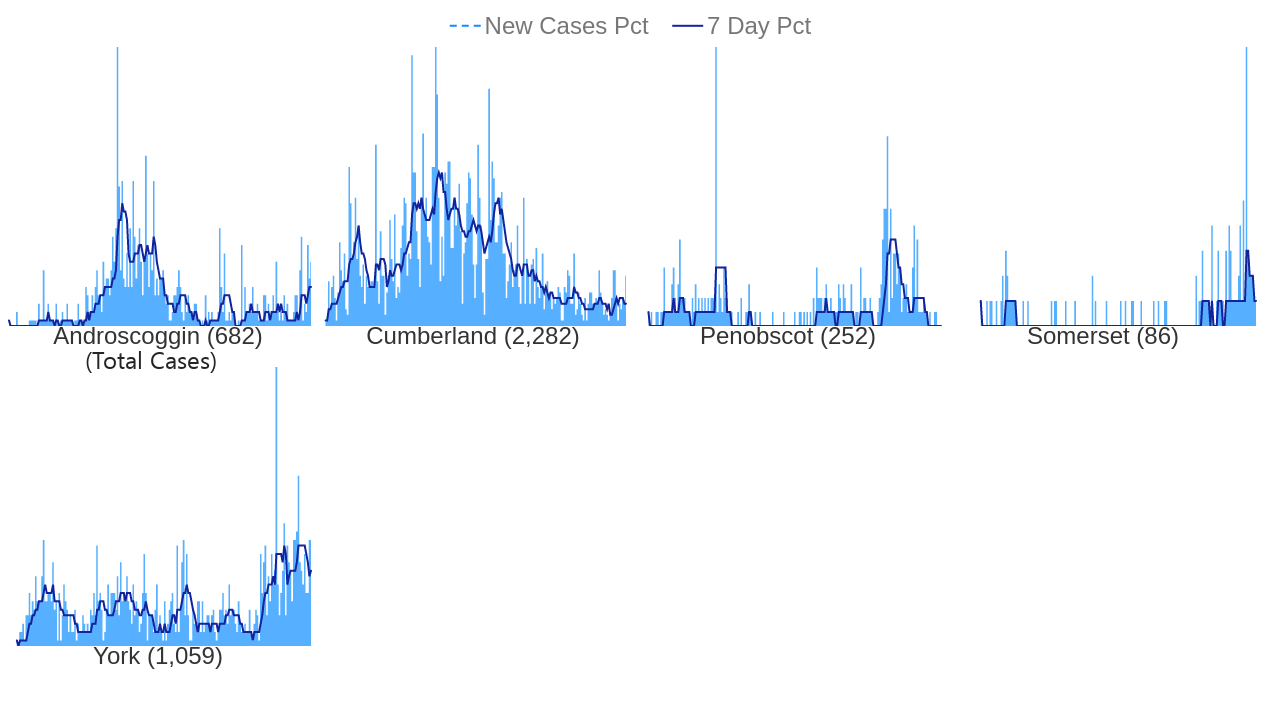 New Cases Pct 7 Day Pct
Androscoggin (682)
(Total Cases)
Cumberland (2,282)
Penobscot (252)
Somerset (86)
York (1,059)